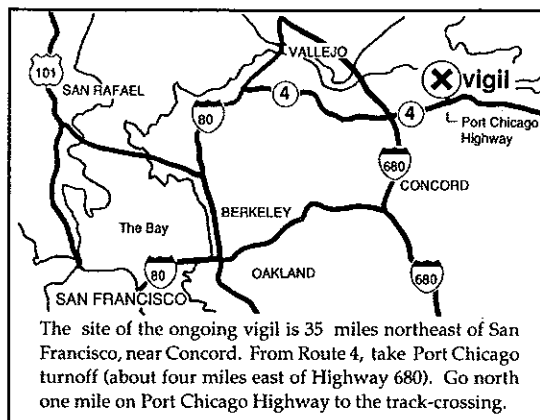 VALLEJO
101
SAN RAFAEL
4
vigil
80
4
Port Chicago
Highway
680
CONCORD
BERKELEY
The Bay
80
OAKLAND
680
SAN FRANCISCO
The site of the ongoing vigil is 35 miles northeast of San
Francisco, near Concord. From Route 4, take Port Chicago
turnoff (about four miles east of Highway 680). Go north
one mile on Port Chicago Highway to the track-crossing.